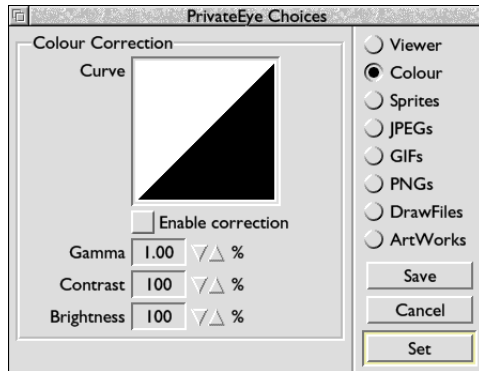 PrivateEye Choices
Colour Correction
Curve
Enable correction
Gamma 1.00 %
Contrast 100 %
Brightness 100 %
Viewer
Colour
Sprites
JPEGs
GIFs
PNGs
DrawFiles
ArtWorks
Save
Cancel
Set